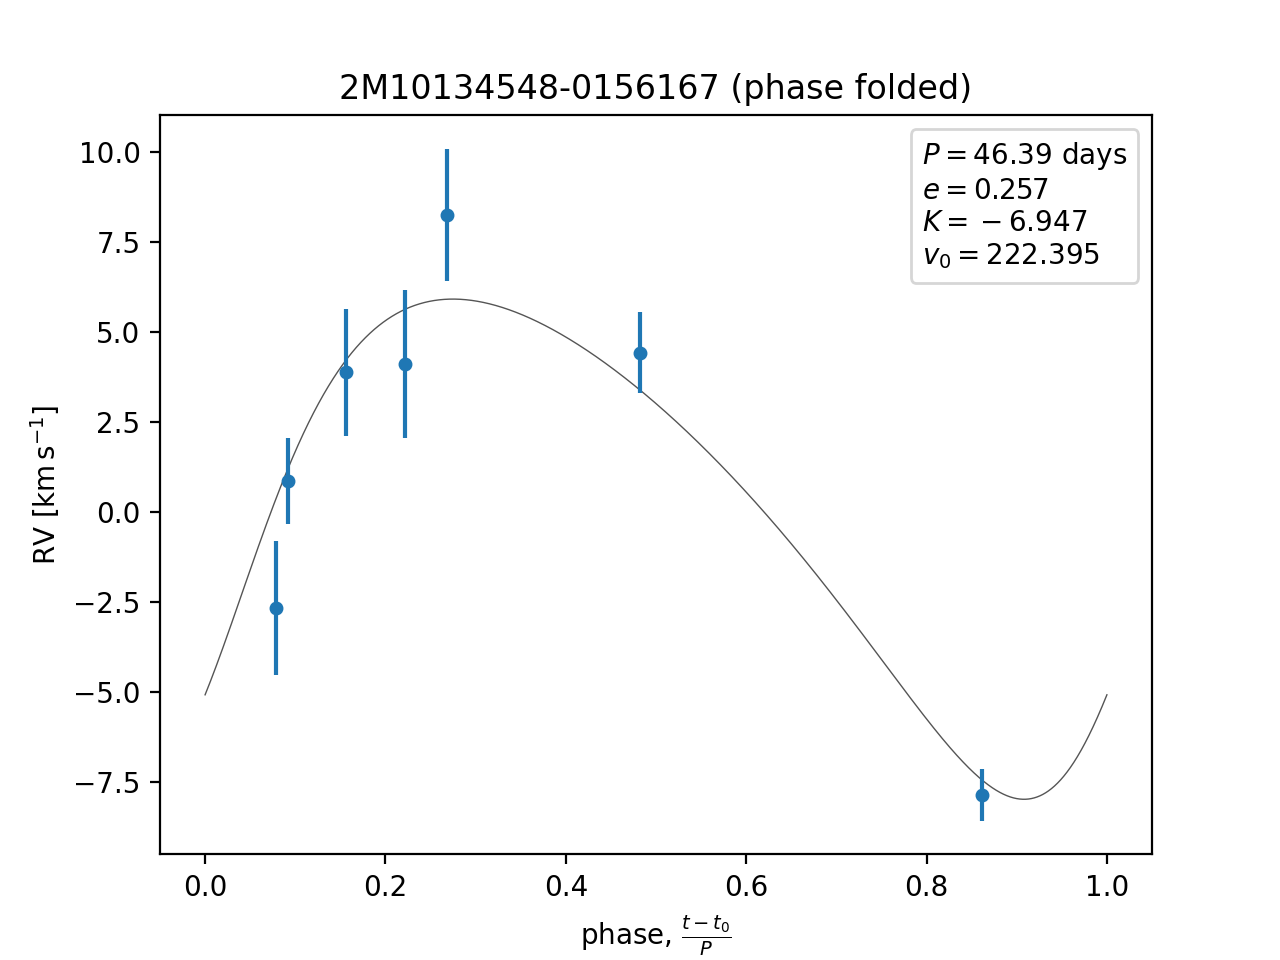 2M10134548-0156167 (phase folded)
P = 46.39 days
e = 0.257
K = −6.947
v₀ = 222.395
RV [km s⁻¹]
10.0
7.5
5.0
2.5
0.0
−2.5
−5.0
−7.5
0.0 0.2 0.4 0.6 0.8 1.0
phase, (t − t₀)/P